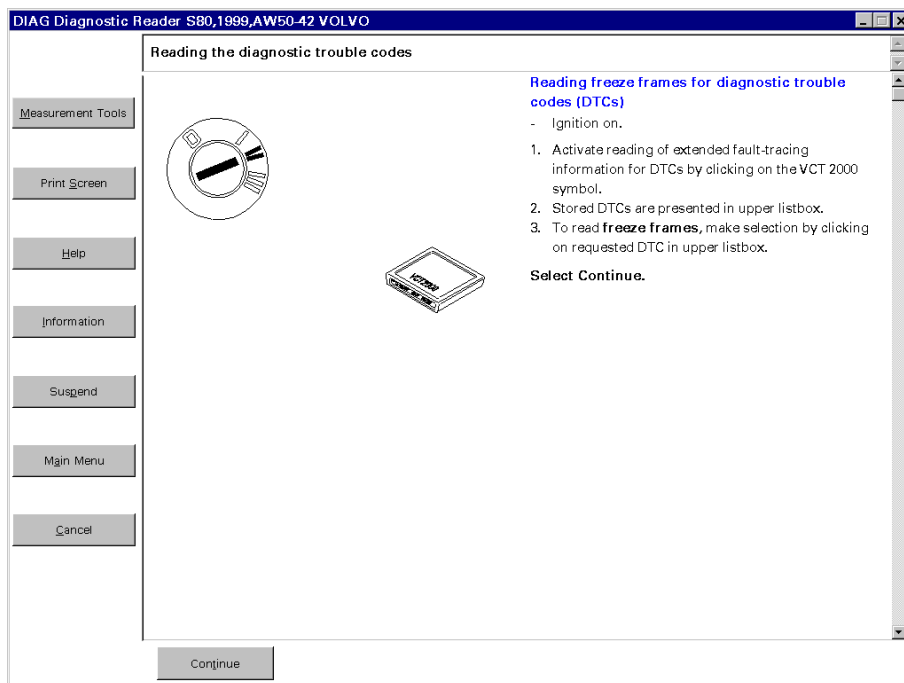 DIAG Diagnostic Reader S80,1999,AW50-42 VOLVO
Reading the diagnostic trouble codes
Measurement Tools
Print Screen
Help
Information
Suspend
Main Menu
Cancel
VCT2000
Reading freeze frames for diagnostic trouble
codes (DTCs)
- Ignition on.
1. Activate reading of extended fault-tracing
information for DTCs by clicking on the VCT 2000
symbol.
2. Stored DTCs are presented in upper listbox.
3. To read freeze frames, make selection by clicking
on requested DTC in upper listbox.
Select Continue.
Continue